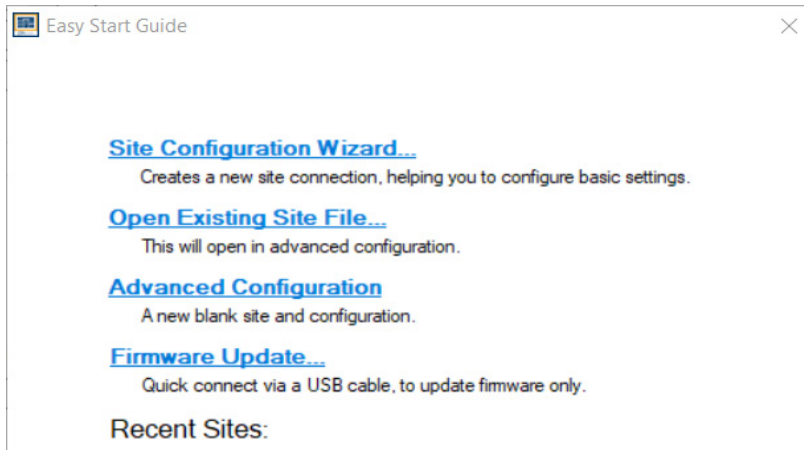 Easy Start Guide
Site Configuration Wizard...
Creates a new site connection, helping you to configure basic settings.
Open Existing Site File...
This will open in advanced configuration.
Advanced Configuration
A new blank site and configuration.
Firmware Update...
Quick connect via a USB cable, to update firmware only.
Recent Sites: